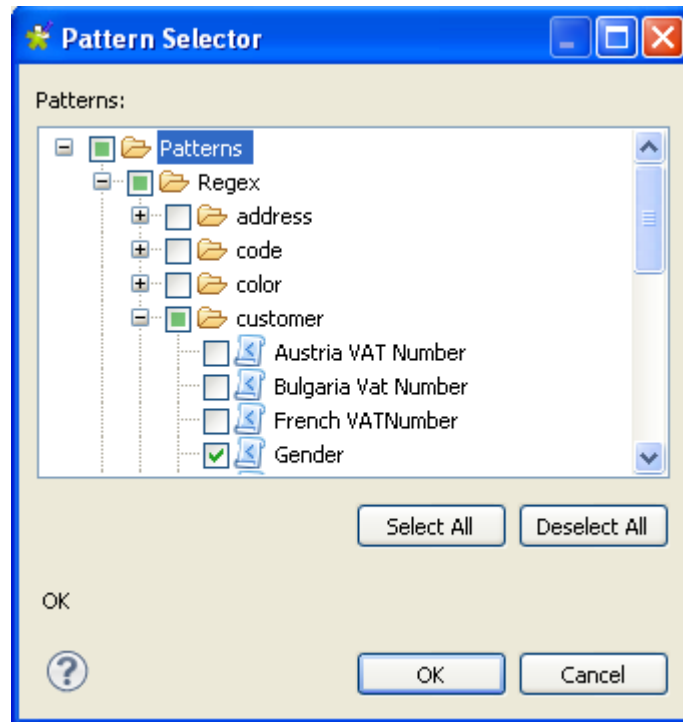 Pattern Selector
Patterns:
Patterns
Regex
address
code
color
customer
Austria VAT Number
Bulgaria Vat Number
French VATNumber
Gender
Select All Deselect All
OK
? OK Cancel